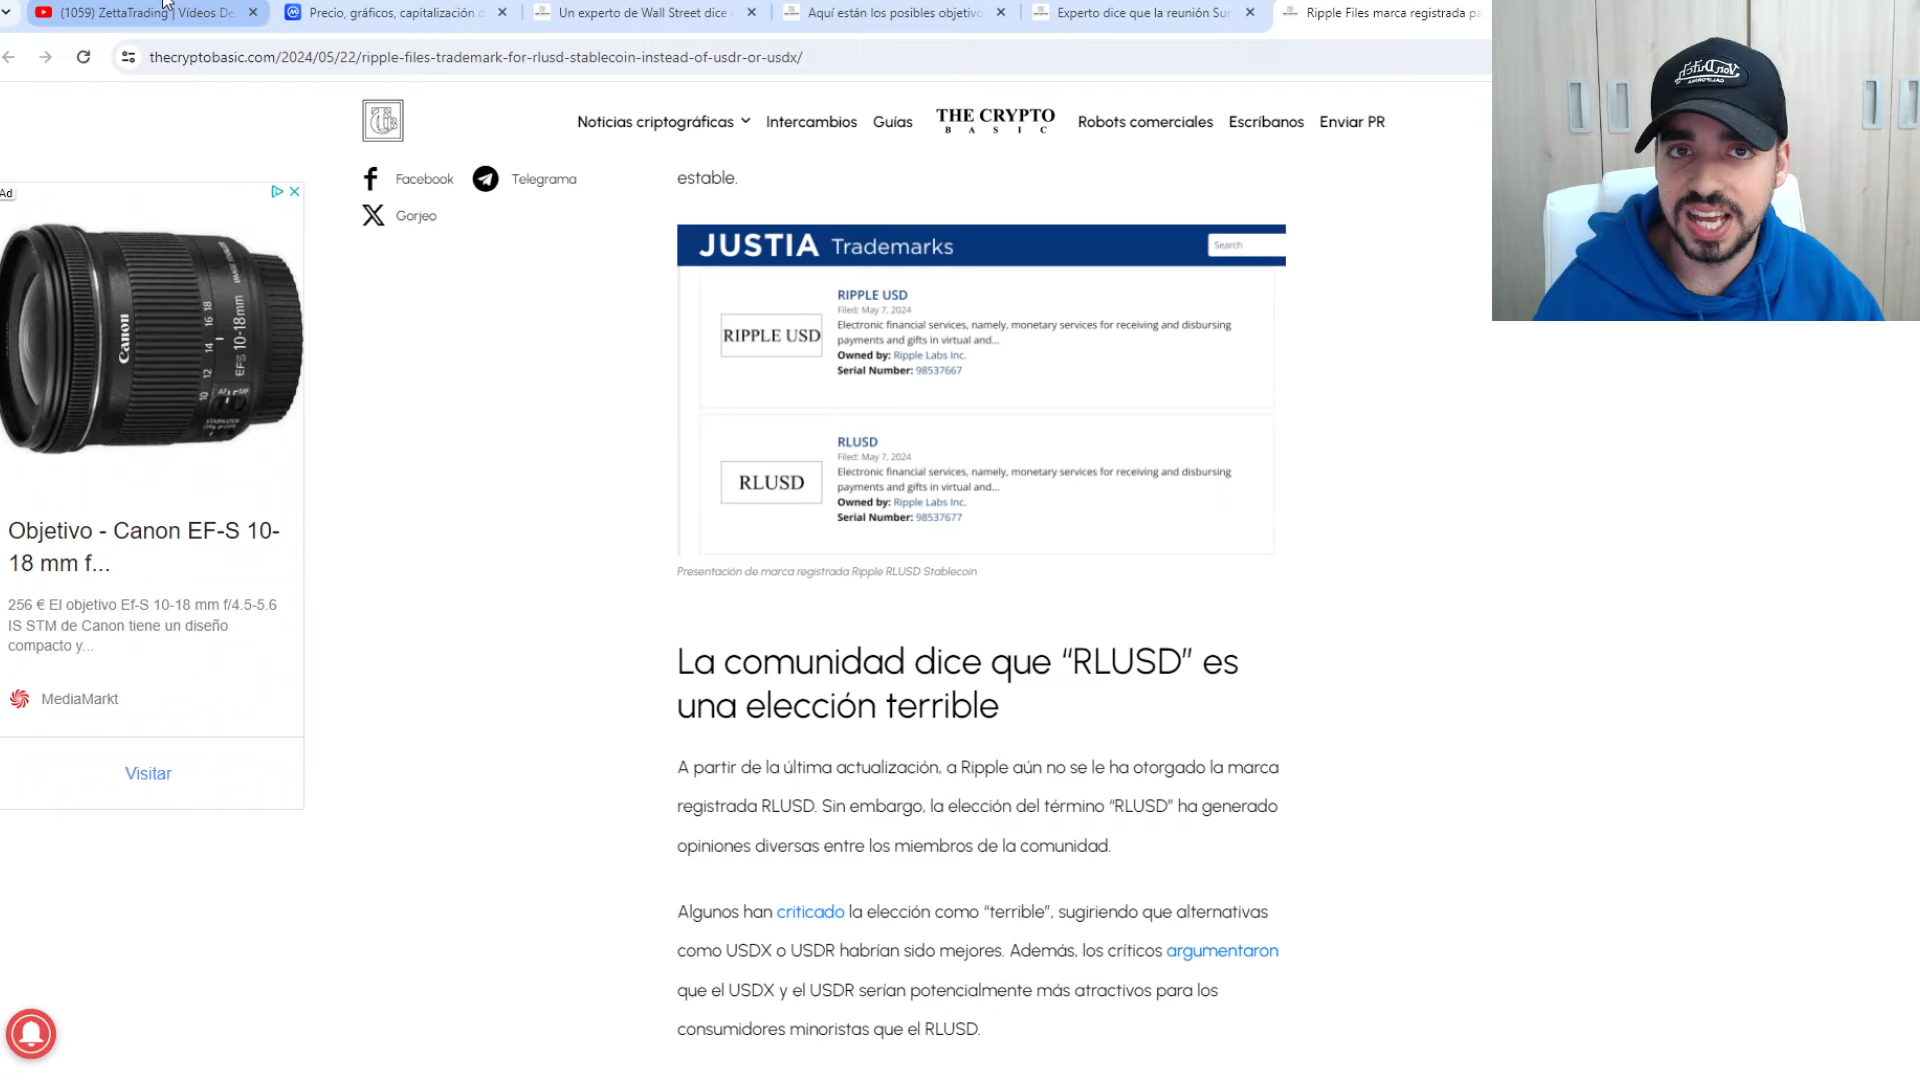 (1059) ZettaTrading | Vídeos De
Precio, gráficos, capitalización d
Un experto de Wall Street dice
Aquí están los posibles objetivo
Experto dice que la reunión Sur
Ripple Files marca registrada pa
thecryptobasic.com/2024/05/22/ripple-files-trademark-for-rlusd-stablecoin-instead-of-usdr-or-usdx/
Noticias criptográficas
Intercambios
Guías
THE CRYPTO
BASIC
Robots comerciales
Escríbanos
Enviar PR
Facebook
Telegrama
Gorjeo
Ad
Canon
EFS 10-18mm
Objetivo - Canon EF-S 10-
18 mm f...
256 € El objetivo Ef-S 10-18 mm f/4.5-5.6
IS STM de Canon tiene un diseño
compacto y...
MediaMarkt
Visitar
estable.
JUSTIA Trademarks
Search
RIPPLE USD
RIPPLE USD
Filed: May 7, 2024
Electronic financial services, namely, monetary services for receiving and disbursing
payments and gifts in virtual and...
Owned by: Ripple Labs Inc.
Serial Number: 98537667
RLUSD
RLUSD
Filed: May 7, 2024
Electronic financial services, namely, monetary services for receiving and disbursing
payments and gifts in virtual and...
Owned by: Ripple Labs Inc.
Serial Number: 98537677
Presentación de marca registrada Ripple RLUSD Stablecoin
La comunidad dice que “RLUSD” es
una elección terrible
A partir de la última actualización, a Ripple aún no se le ha otorgado la marca
registrada RLUSD. Sin embargo, la elección del término “RLUSD” ha generado
opiniones diversas entre los miembros de la comunidad.
Algunos han criticado la elección como “terrible”, sugiriendo que alternativas
como USDX o USDR habrían sido mejores. Además, los críticos argumentaron
que el USDX y el USDR serían potencialmente más atractivos para los
consumidores minoristas que el RLUSD.
Von Dutch